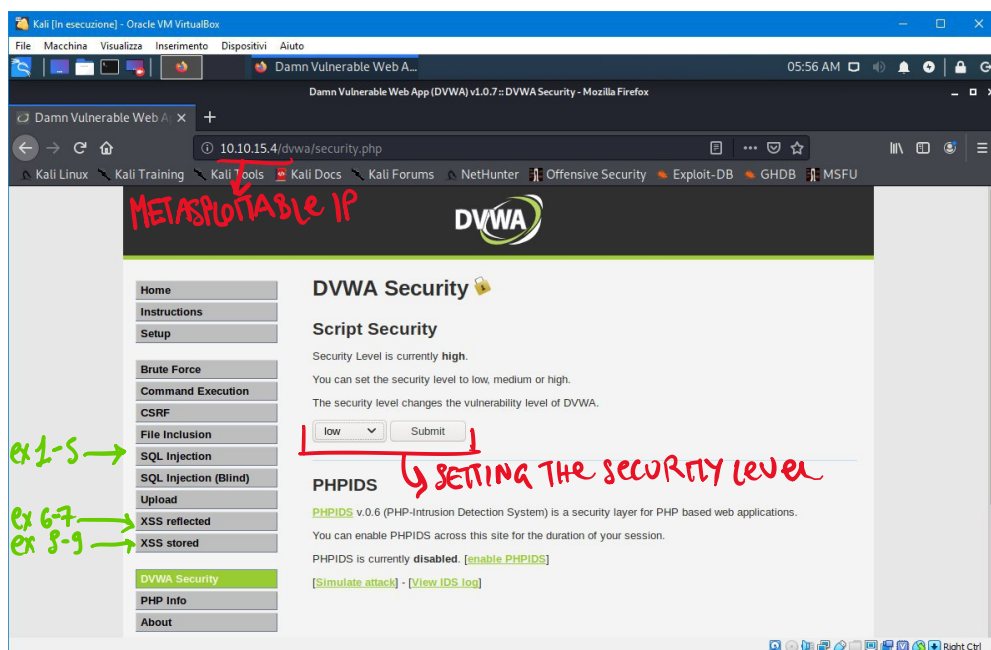 Kali [In esecuzione] - Oracle VM VirtualBox
File Macchina Visualizza Inserimento Dispositivi Aiuto
Damn Vulnerable Web A...
05:56 AM
Damn Vulnerable Web App (DVWA) v1.0.7 :: DVWA Security - Mozilla Firefox
Damn Vulnerable Web A
10.10.15.4/dvwa/security.php
Kali Linux Kali Training Kali Tools Kali Docs Kali Forums NetHunter Offensive Security Exploit-DB GHDB MSFU
METASPLOITABLE IP
DVWA
Home
Instructions
Setup
Brute Force
Command Execution
CSRF
File Inclusion
ex 1-5
SQL Injection
SQL Injection (Blind)
Upload
ex 6-7
XSS reflected
ex 8-9
XSS stored
DVWA Security
PHP Info
About
DVWA Security
Script Security
Security Level is currently high.
You can set the security level to low, medium or high.
The security level changes the vulnerability level of DVWA.
low Submit
SETTING THE SECURITY LEVEL
PHPIDS
PHPIDS v.0.6 (PHP-Intrusion Detection System) is a security layer for PHP based web applications.
You can enable PHPIDS across this site for the duration of your session.
PHPIDS is currently disabled. [enable PHPIDS]
[Simulate attack] - [View IDS log]
Right Ctrl